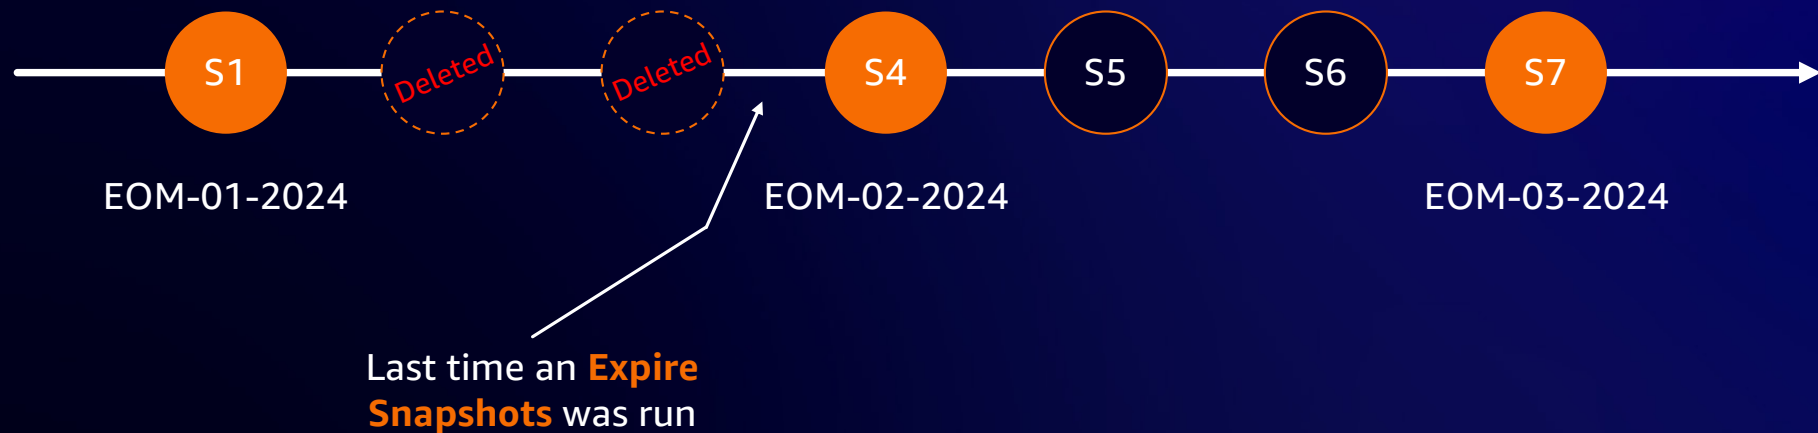 S1
Deleted
Deleted
S4
S5
S6
S7
EOM-01-2024
EOM-02-2024
EOM-03-2024
Last time an Expire
Snapshots was run